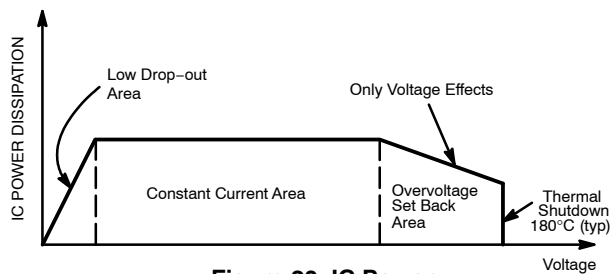 IC POWER DISSIPATION
Low Drop−out
Area
Only Voltage Effects
Constant Current Area
Overvoltage
Set Back
Area
Thermal
Shutdown
180°C (typ)
Voltage